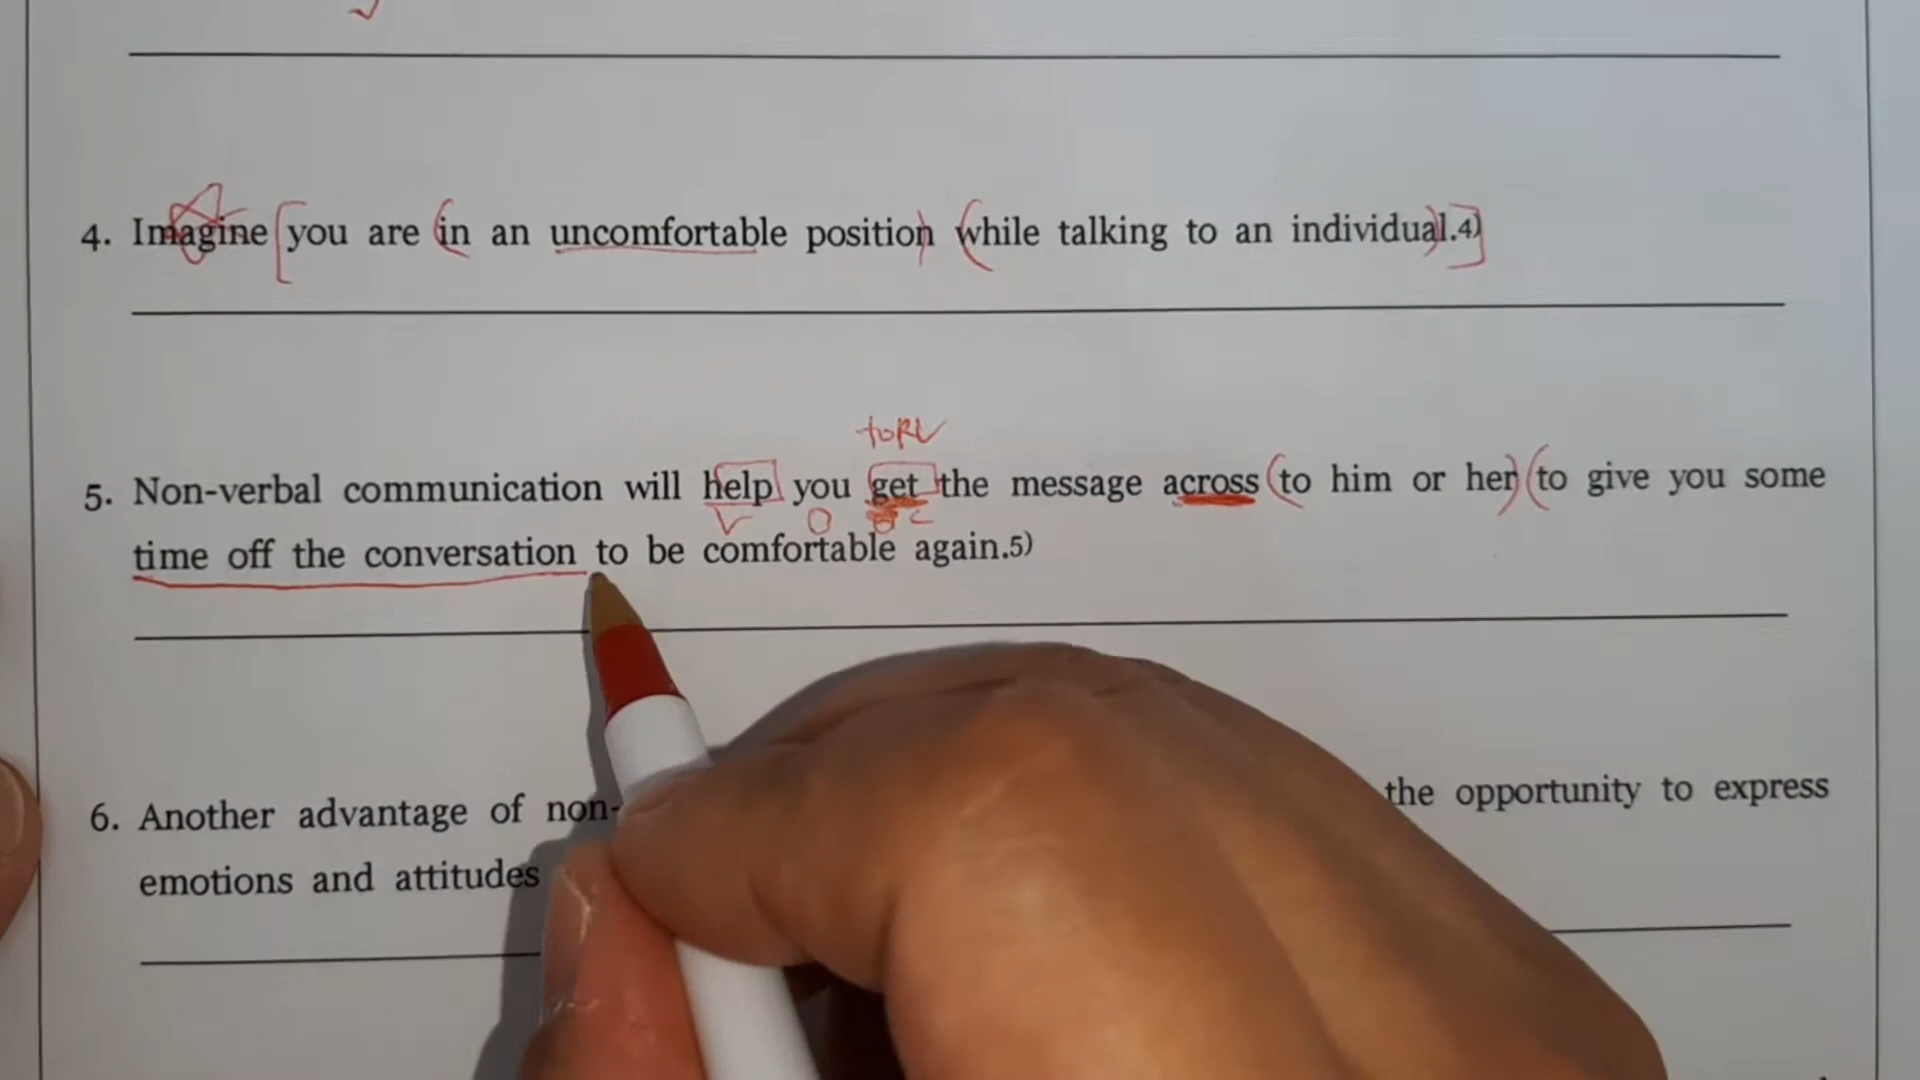 4. Imagine you are in an uncomfortable position while talking to an individual.4)
toRV
5. Non-verbal communication will help you get the message across to him or her to give you some
V O C
time off the conversation to be comfortable again.5)
6. Another advantage of non- the opportunity to express
emotions and attitudes